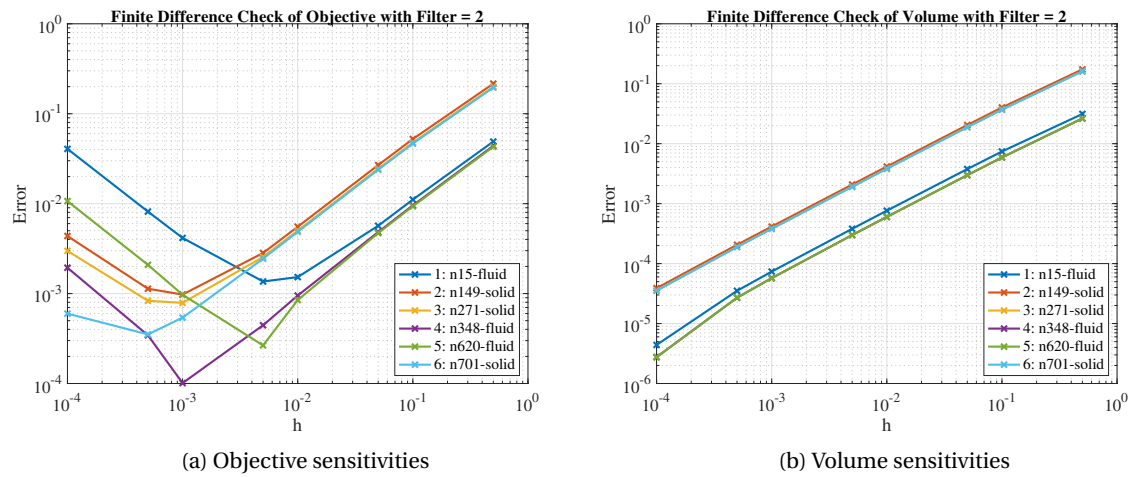 Finite Difference Check of Objective with Filter = 2
10^0
10^-1
10^-2
10^-3
10^-4
Error
1: n15-fluid
2: n149-solid
3: n271-solid
4: n348-fluid
5: n620-fluid
6: n701-solid
10^-4
10^-3
10^-2
10^-1
10^0
h
(a) Objective sensitivities
Finite Difference Check of Volume with Filter = 2
10^0
10^-1
10^-2
10^-3
10^-4
10^-5
10^-6
Error
1: n15-fluid
2: n149-solid
3: n271-solid
4: n348-fluid
5: n620-fluid
6: n701-solid
10^-4
10^-3
10^-2
10^-1
10^0
h
(b) Volume sensitivities